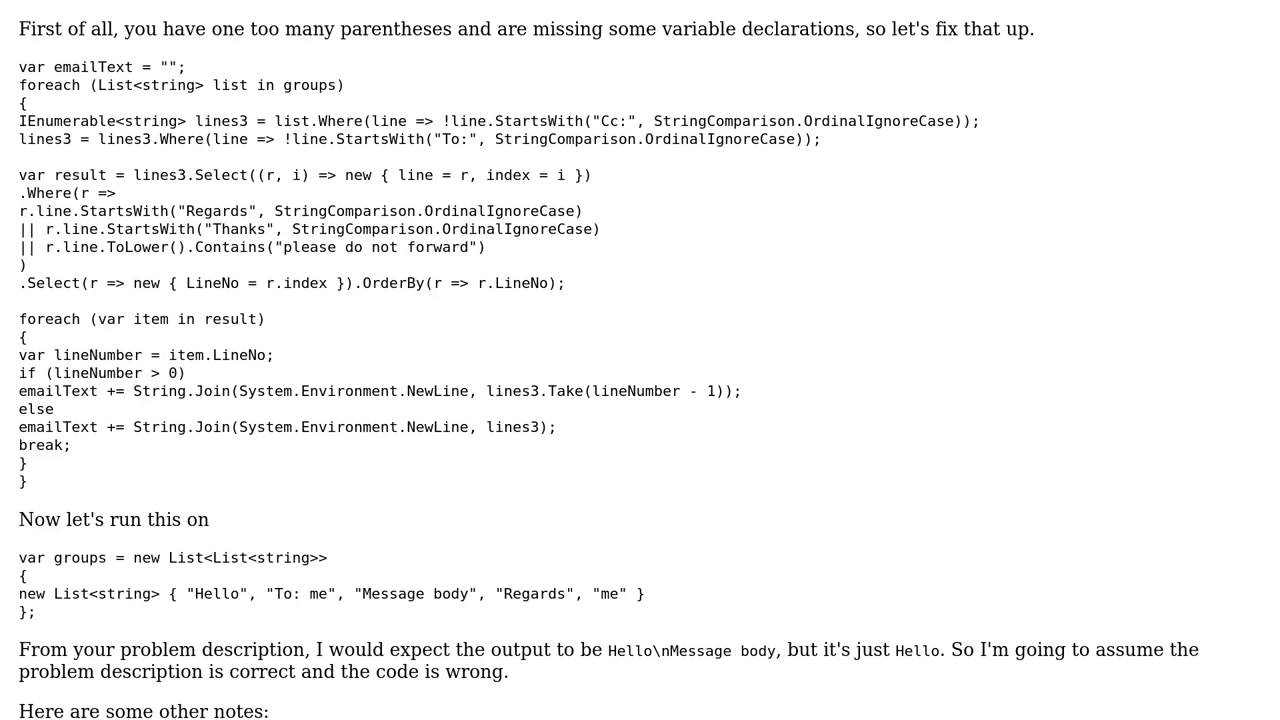 First of all, you have one too many parentheses and are missing some variable declarations, so let's fix that up.
var emailText = "";
foreach (List<string> list in groups)
{
IEnumerable<string> lines3 = list.Where(line => !line.StartsWith("Cc:", StringComparison.OrdinalIgnoreCase));
lines3 = lines3.Where(line => !line.StartsWith("To:", StringComparison.OrdinalIgnoreCase));
var result = lines3.Select((r, i) => new { line = r, index = i })
.Where(r =>
r.line.StartsWith("Regards", StringComparison.OrdinalIgnoreCase)
|| r.line.StartsWith("Thanks", StringComparison.OrdinalIgnoreCase)
|| r.line.ToLower().Contains("please do not forward")
)
.Select(r => new { LineNo = r.index }).OrderBy(r => r.LineNo);
foreach (var item in result)
{
var lineNumber = item.LineNo;
if (lineNumber > 0)
emailText += String.Join(System.Environment.NewLine, lines3.Take(lineNumber - 1));
else
emailText += String.Join(System.Environment.NewLine, lines3);
break;
}
}
Now let's run this on
var groups = new List<List<string>>
{
new List<string> { "Hello", "To: me", "Message body", "Regards", "me" }
};
From your problem description, I would expect the output to be Hello\nMessage body, but it's just Hello. So I'm going to assume the
problem description is correct and the code is wrong.
Here are some other notes: